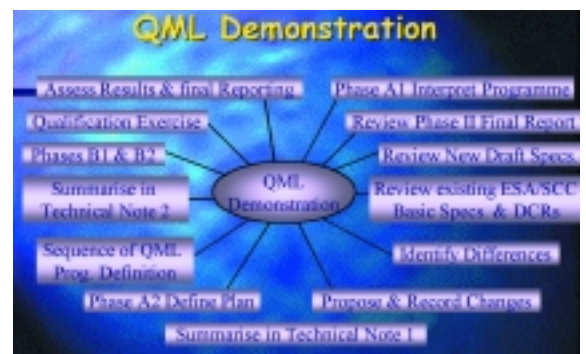 QML Demonstration
Assess Results & final Reporting
Phase A1 Interpret Programme
Qualification Exercise
Review Phase II Final Report
Phases B1 & B2
Review New Draft Specs.
QML
Demonstration
Summarise in
Technical Note 2
Review existing ESA/SCC
Basic Specs. & DCRs
Sequence of QML
Prog. Definition
Identify Differences
Phase A2 Define Plan
Propose & Record Changes
Summarise in Technical Note 1